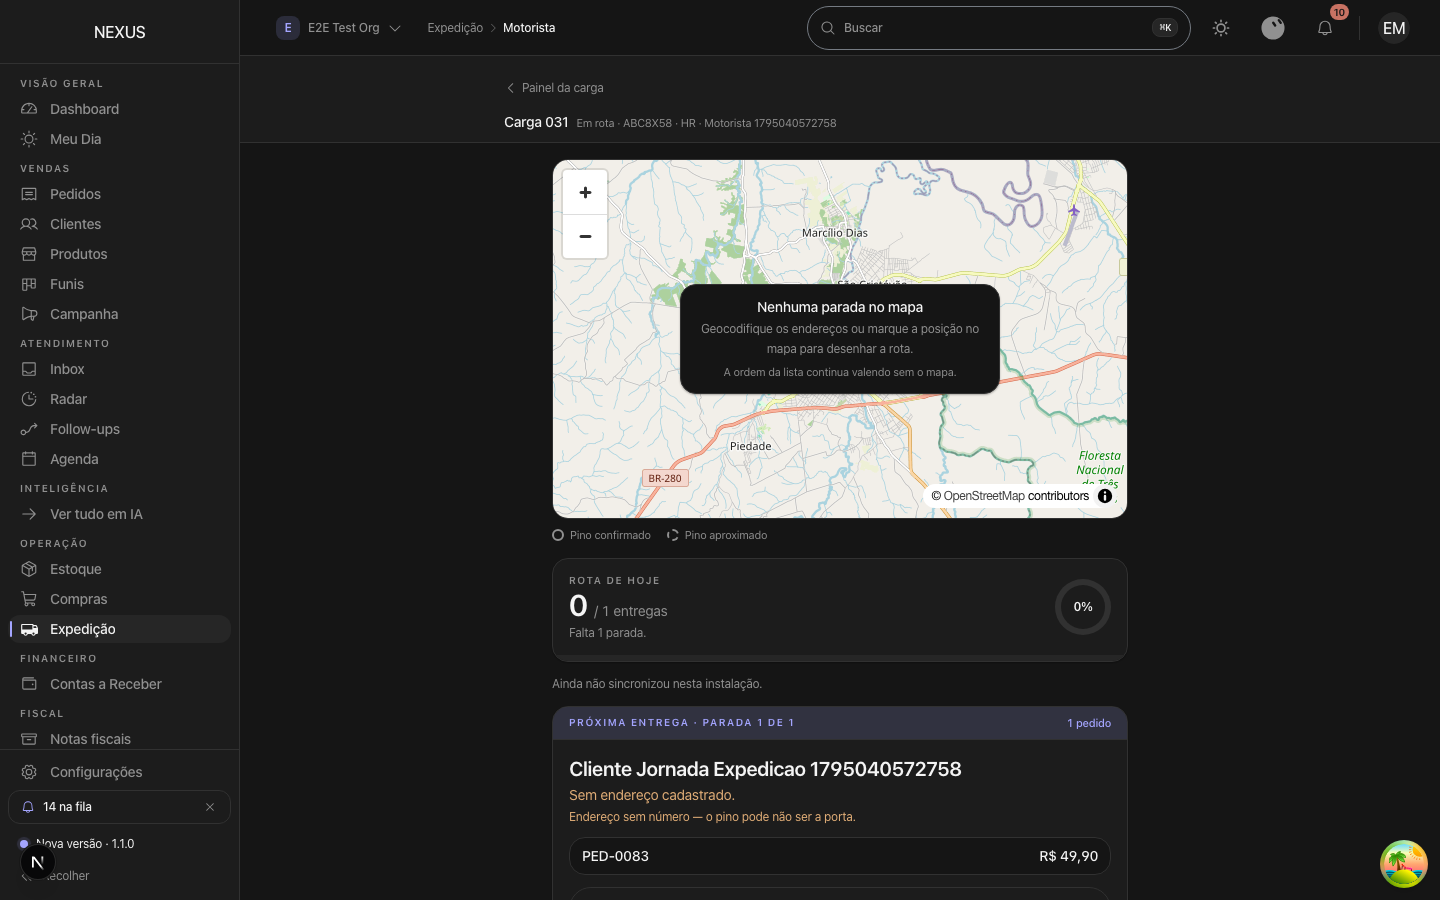 NEXUS
VISÃO GERAL
Dashboard
Meu Dia
VENDAS
Pedidos
Clientes
Produtos
Funis
Campanha
ATENDIMENTO
Inbox
Radar
Follow-ups
Agenda
INTELIGÊNCIA
Ver tudo em IA
OPERAÇÃO
Estoque
Compras
Expedição
FINANCEIRO
Contas a Receber
FISCAL
Notas fiscais
Configurações
14 na fila
Nova versão · 1.1.0
N
E E2E Test Org
Expedição Motorista
Buscar ⌘K
10
EM
Painel da carga
Carga 031 Em rota · ABC8X58 · HR · Motorista 1795040572758
+
−
Marcílio Dias
Nenhuma parada no mapa
Geocodifique os endereços ou marque a posição no
mapa para desenhar a rota.
A ordem da lista continua valendo sem o mapa.
Piedade
BR-280
Floresta
Nacional
de Três
© OpenStreetMap contributors
Pino confirmado Pino aproximado
ROTA DE HOJE
0 / 1 entregas
0%
Falta 1 parada.
Ainda não sincronizou nesta instalação.
PRÓXIMA ENTREGA · PARADA 1 DE 1
1 pedido
Cliente Jornada Expedicao 1795040572758
Sem endereço cadastrado.
Endereço sem número — o pino pode não ser a porta.
PED-0083 R$ 49,90